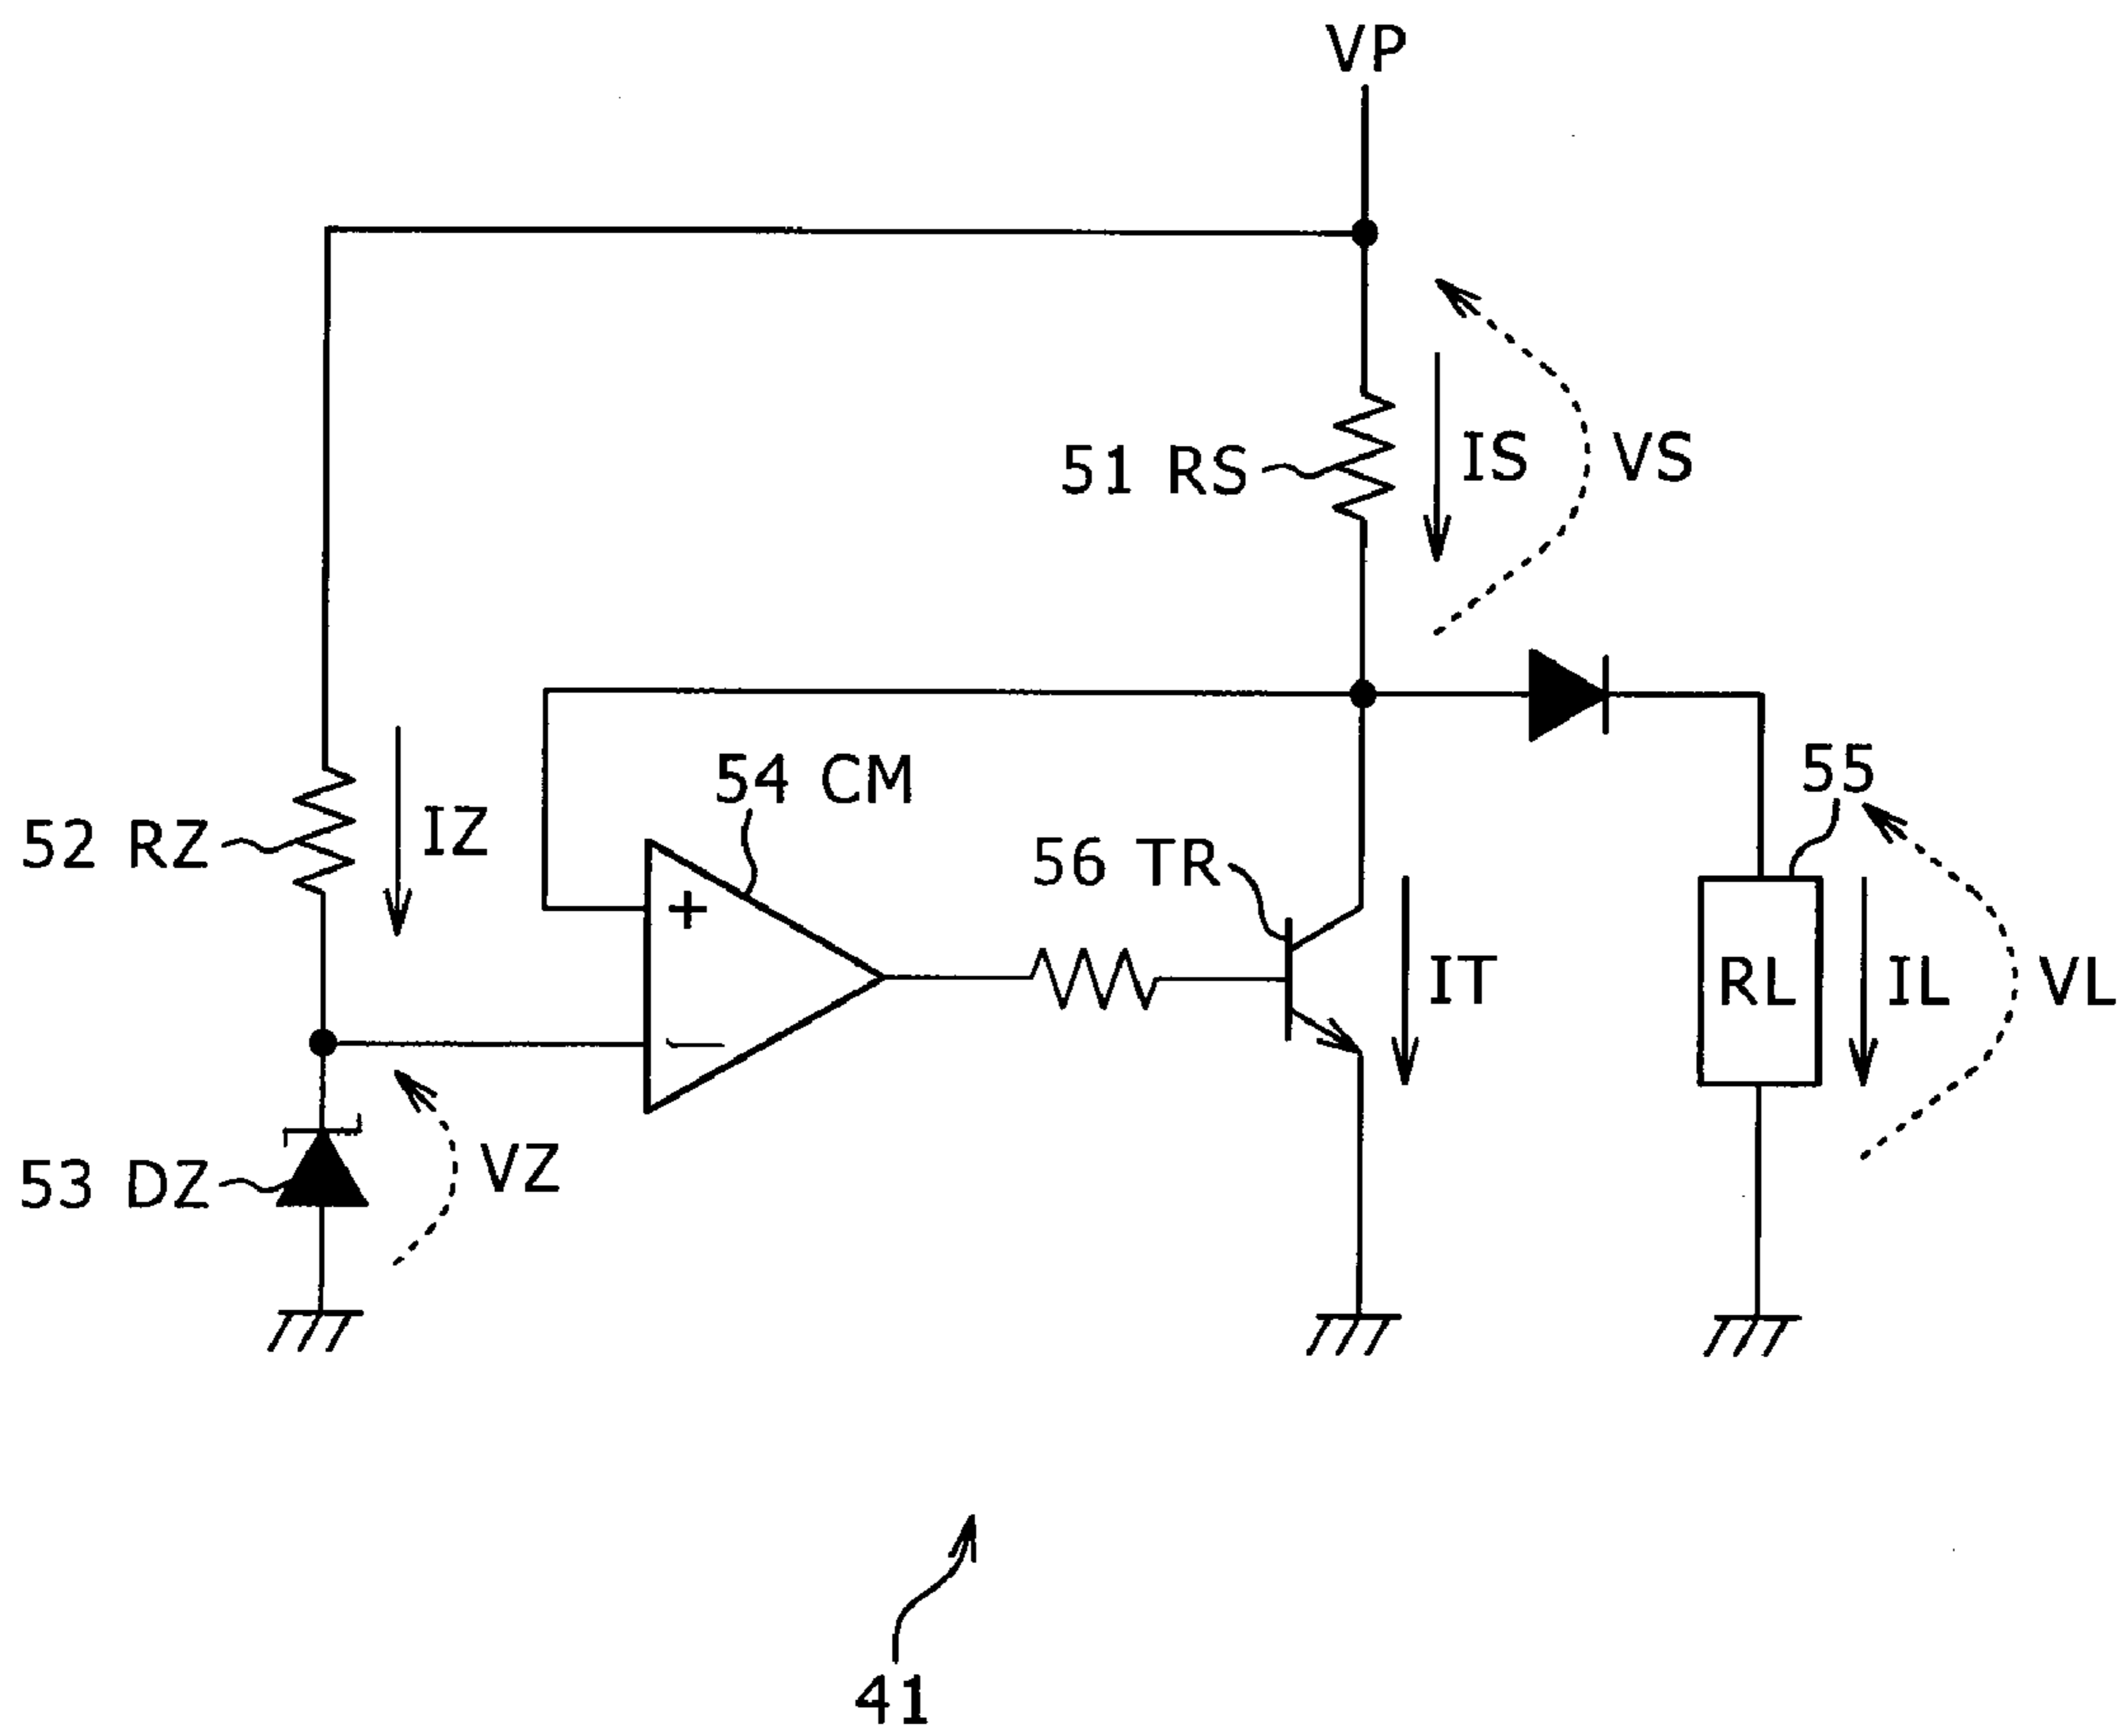 VP
51 RS
IS
VS
54 CM
55
52 RZ
IZ
56 TR
+
−
RL
IT
IL
VL
53 DZ
VZ
41